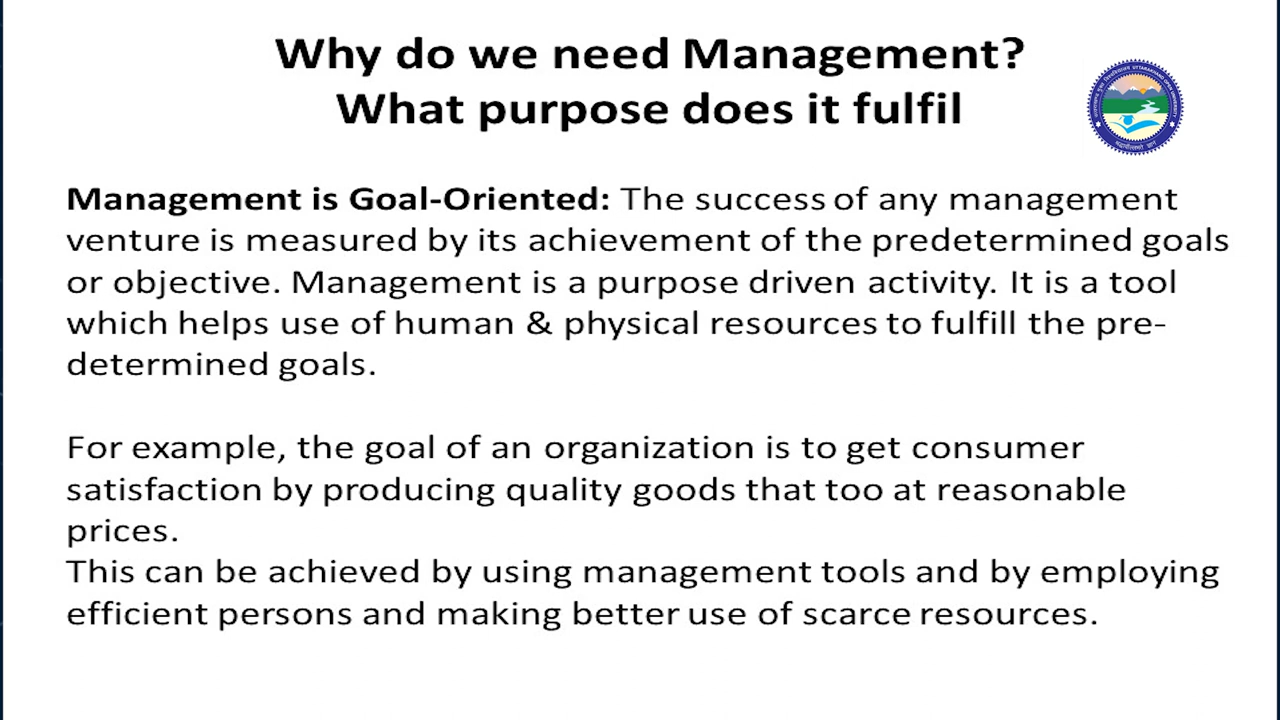 Why do we need Management?
What purpose does it fulfil
Management is Goal-Oriented: The success of any management
venture is measured by its achievement of the predetermined goals
or objective. Management is a purpose driven activity. It is a tool
which helps use of human & physical resources to fulfill the pre-
determined goals.
For example, the goal of an organization is to get consumer
satisfaction by producing quality goods that too at reasonable
prices.
This can be achieved by using management tools and by employing
efficient persons and making better use of scarce resources.